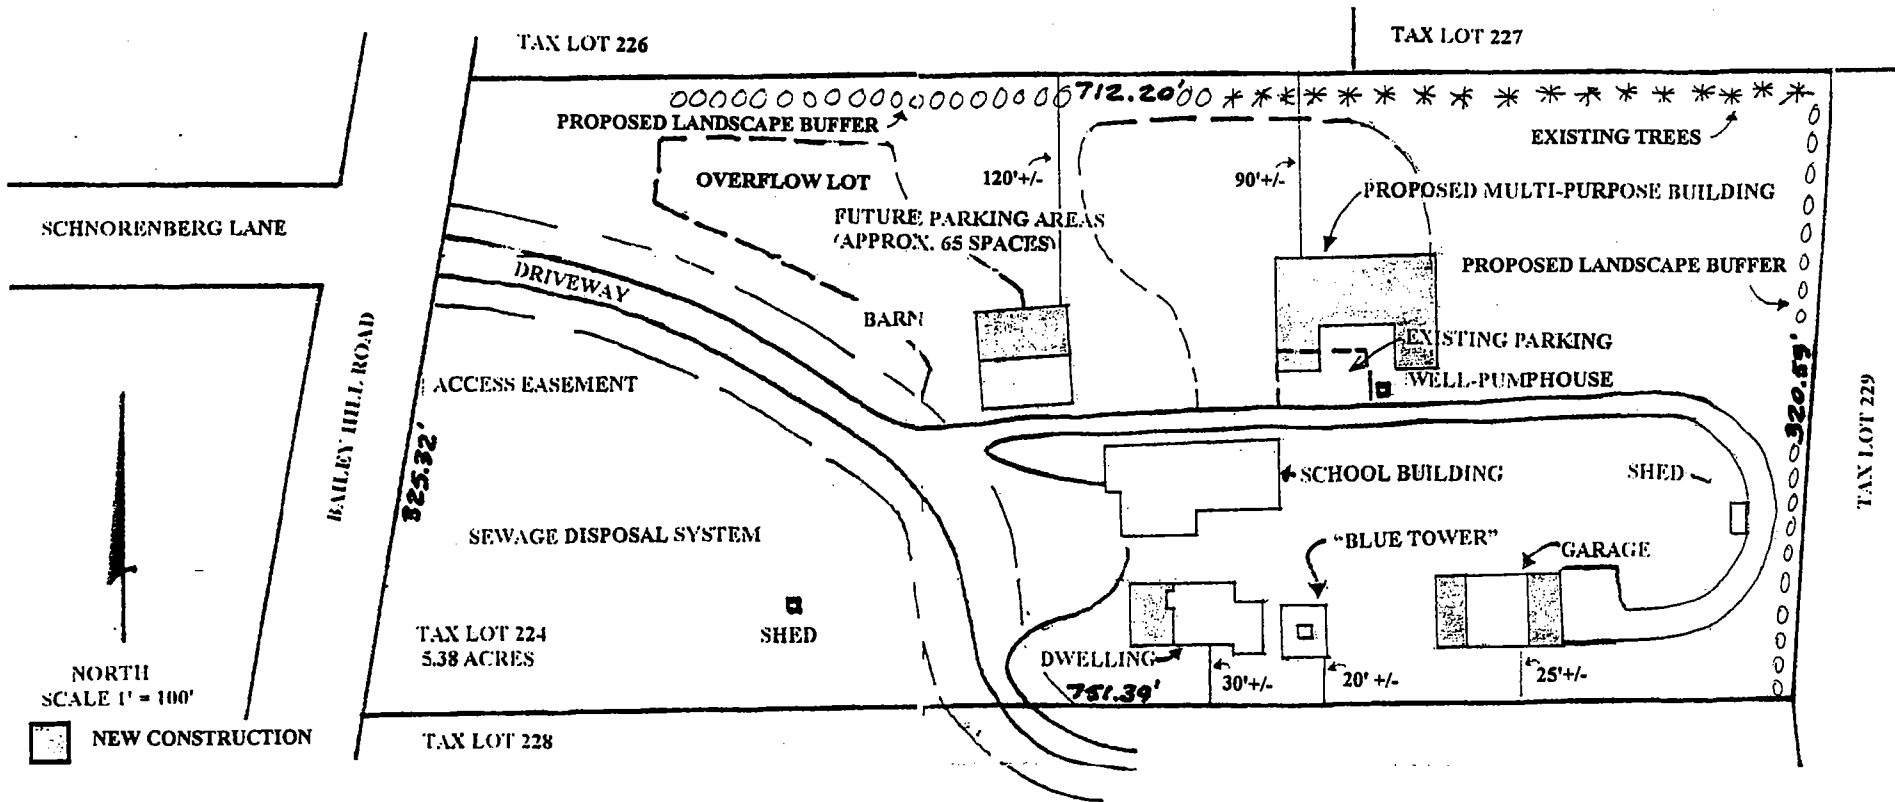 TAX LOT 226
TAX LOT 227
712.20'
PROPOSED LANDSCAPE BUFFER
EXISTING TREES
OVERFLOW LOT
120'+/-
90'+/-
PROPOSED MULTI-PURPOSE BUILDING
SCHNORENBERG LANE
FUTURE PARKING AREAS
(APPROX. 65 SPACES)
PROPOSED LANDSCAPE BUFFER
DRIVEWAY
BARN
EXISTING PARKING
WELL-PUMPHOUSE
ACCESS EASEMENT
BAILEY HILL ROAD
325.32'
320.59'
TAX LOT 229
SCHOOL BUILDING
SHED
SEWAGE DISPOSAL SYSTEM
"BLUE TOWER"
GARAGE
SHED
TAX LOT 224
5.38 ACRES
DWELLING
751.39'
30'+/-
20' +/-
25'+/-
NORTH
SCALE 1' = 100'
NEW CONSTRUCTION
TAX LOT 228